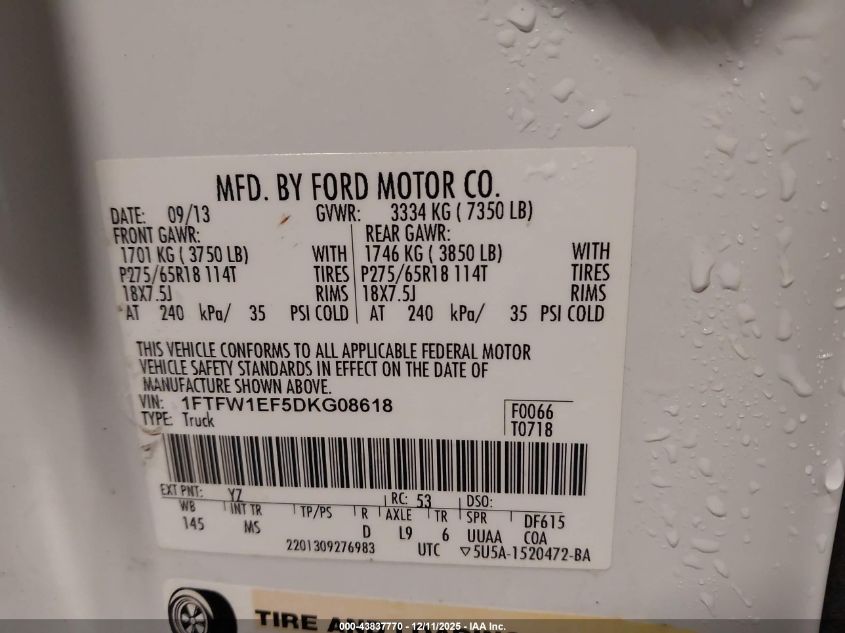 MFD. BY FORD MOTOR CO.
DATE: 09/13 GVWR: 3334 KG ( 7350 LB)
FRONT GAWR: REAR GAWR:
1701 KG ( 3750 LB) WITH 1746 KG ( 3850 LB) WITH
P275/65R18 114T TIRES P275/65R18 114T TIRES
18X7.5J RIMS 18X7.5J RIMS
AT 240 kPa/ 35 PSI COLD AT 240 kPa/ 35 PSI COLD
THIS VEHICLE CONFORMS TO ALL APPLICABLE FEDERAL MOTOR
VEHICLE SAFETY STANDARDS IN EFFECT ON THE DATE OF
MANUFACTURE SHOWN ABOVE.
VIN: 1FTFW1EF5DKG08618 F0066
TYPE: Truck T0718
EXT PNT: YZ RC: 53 DSO:
WB INT TR TP/PS R AXLE TR SPR DF615
145 MS D L9 6 UUAA COA
2201309276983 UTC ▽5U5A-1520472-BA
TIRE
000-43837770 - 12/11/2025 - IAA Inc.